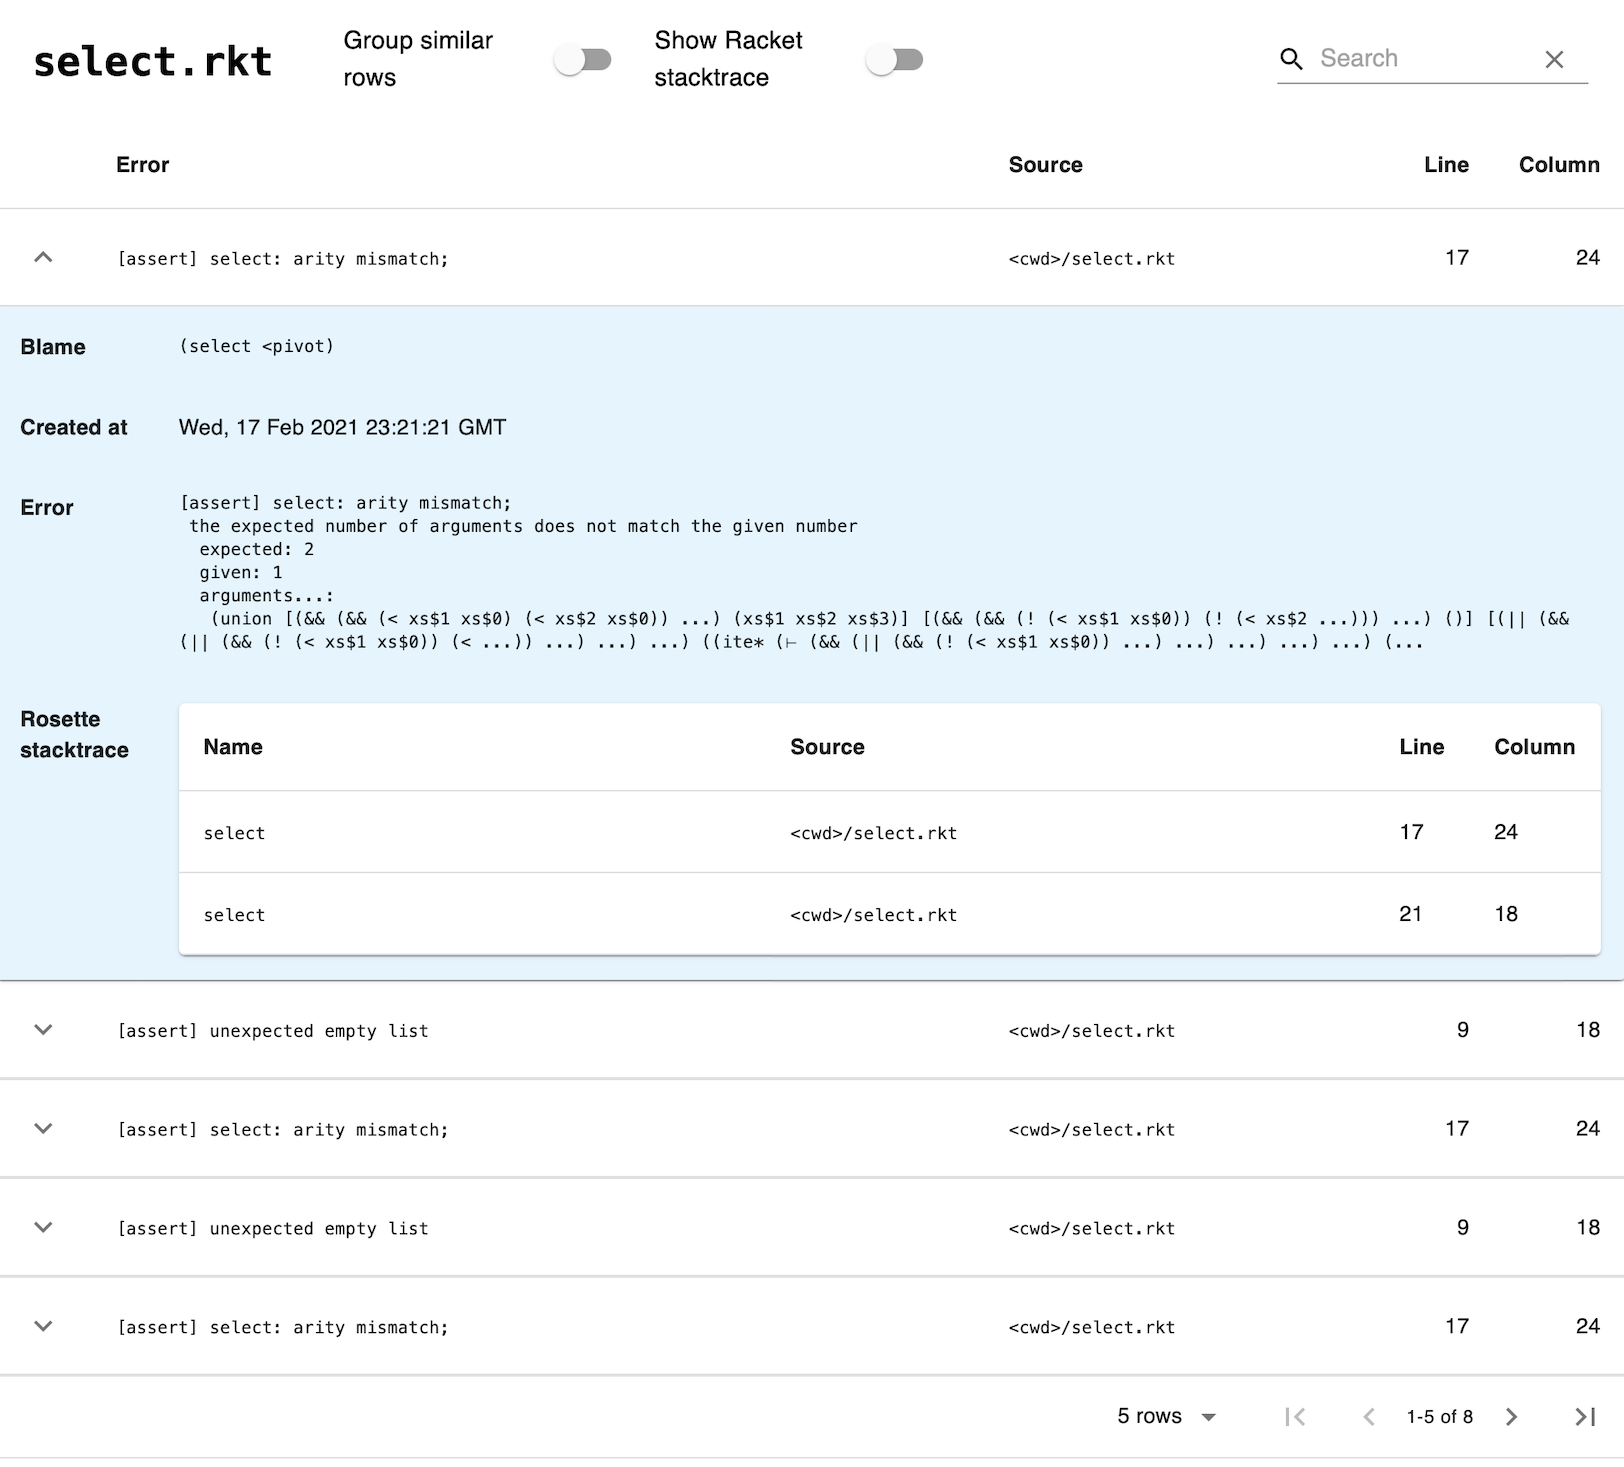 select.rkt
Group similar
rows
Show Racket
stacktrace
Search
Error Source Line Column
[assert] select: arity mismatch; <cwd>/select.rkt 17 24
Blame (select <pivot)
Created at Wed, 17 Feb 2021 23:21:21 GMT
Error [assert] select: arity mismatch;
the expected number of arguments does not match the given number
expected: 2
given: 1
arguments...:
(union [(&& (&& (< xs$1 xs$0) (< xs$2 xs$0)) ...) (xs$1 xs$2 xs$3)] [(&& (&& (! (< xs$1 xs$0)) (! (< xs$2 ...))) ...) ()] [(|| (&&
(|| (&& (! (< xs$1 xs$0)) (< ...)) ...) ...) ...) ((ite* (⊢ (&& (|| (&& (! (< xs$1 xs$0)) ...) ...) ...) ...) ...) (...
Rosette
stacktrace
Name Source Line Column
select <cwd>/select.rkt 17 24
select <cwd>/select.rkt 21 18
[assert] unexpected empty list <cwd>/select.rkt 9 18
[assert] select: arity mismatch; <cwd>/select.rkt 17 24
[assert] unexpected empty list <cwd>/select.rkt 9 18
[assert] select: arity mismatch; <cwd>/select.rkt 17 24
5 rows 1-5 of 8